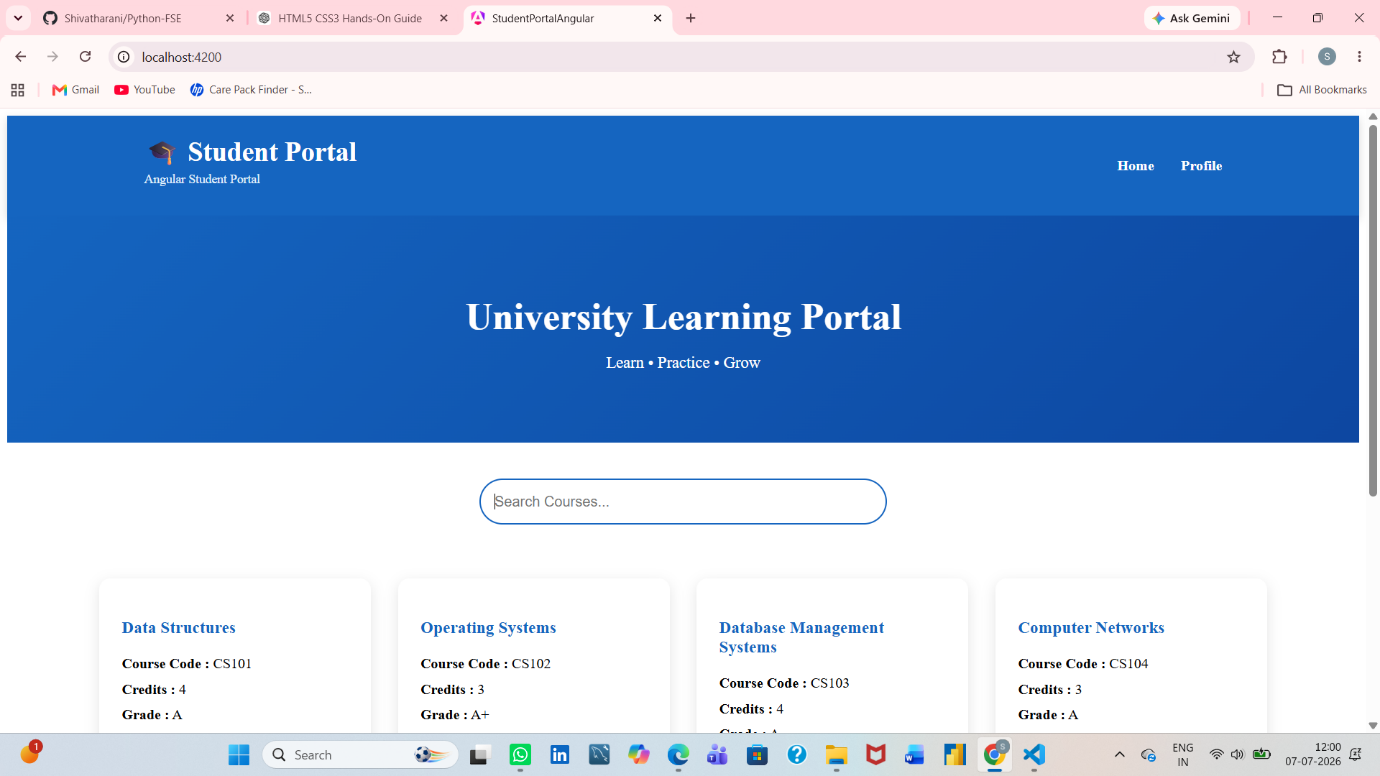 Shivatharani/Python-FSE
HTML5 CSS3 Hands-On Guide
StudentPortalAngular
Ask Gemini
localhost:4200
S
Gmail
YouTube
Care Pack Finder - S...
All Bookmarks
Student Portal
Angular Student Portal
Home Profile
University Learning Portal
Learn • Practice • Grow
Search Courses...
Data Structures
Course Code : CS101
Credits : 4
Grade : A
Operating Systems
Course Code : CS102
Credits : 3
Grade : A+
Database Management
Systems
Course Code : CS103
Credits : 4
Computer Networks
Course Code : CS104
Credits : 3
Grade : A
1
Search
ENG
IN
12:00
07-07-2026